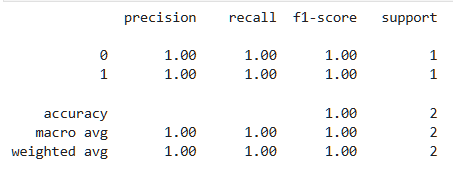 precision recall f1-score support
0 1.00 1.00 1.00 1
1 1.00 1.00 1.00 1
accuracy 1.00 2
macro avg 1.00 1.00 1.00 2
weighted avg 1.00 1.00 1.00 2